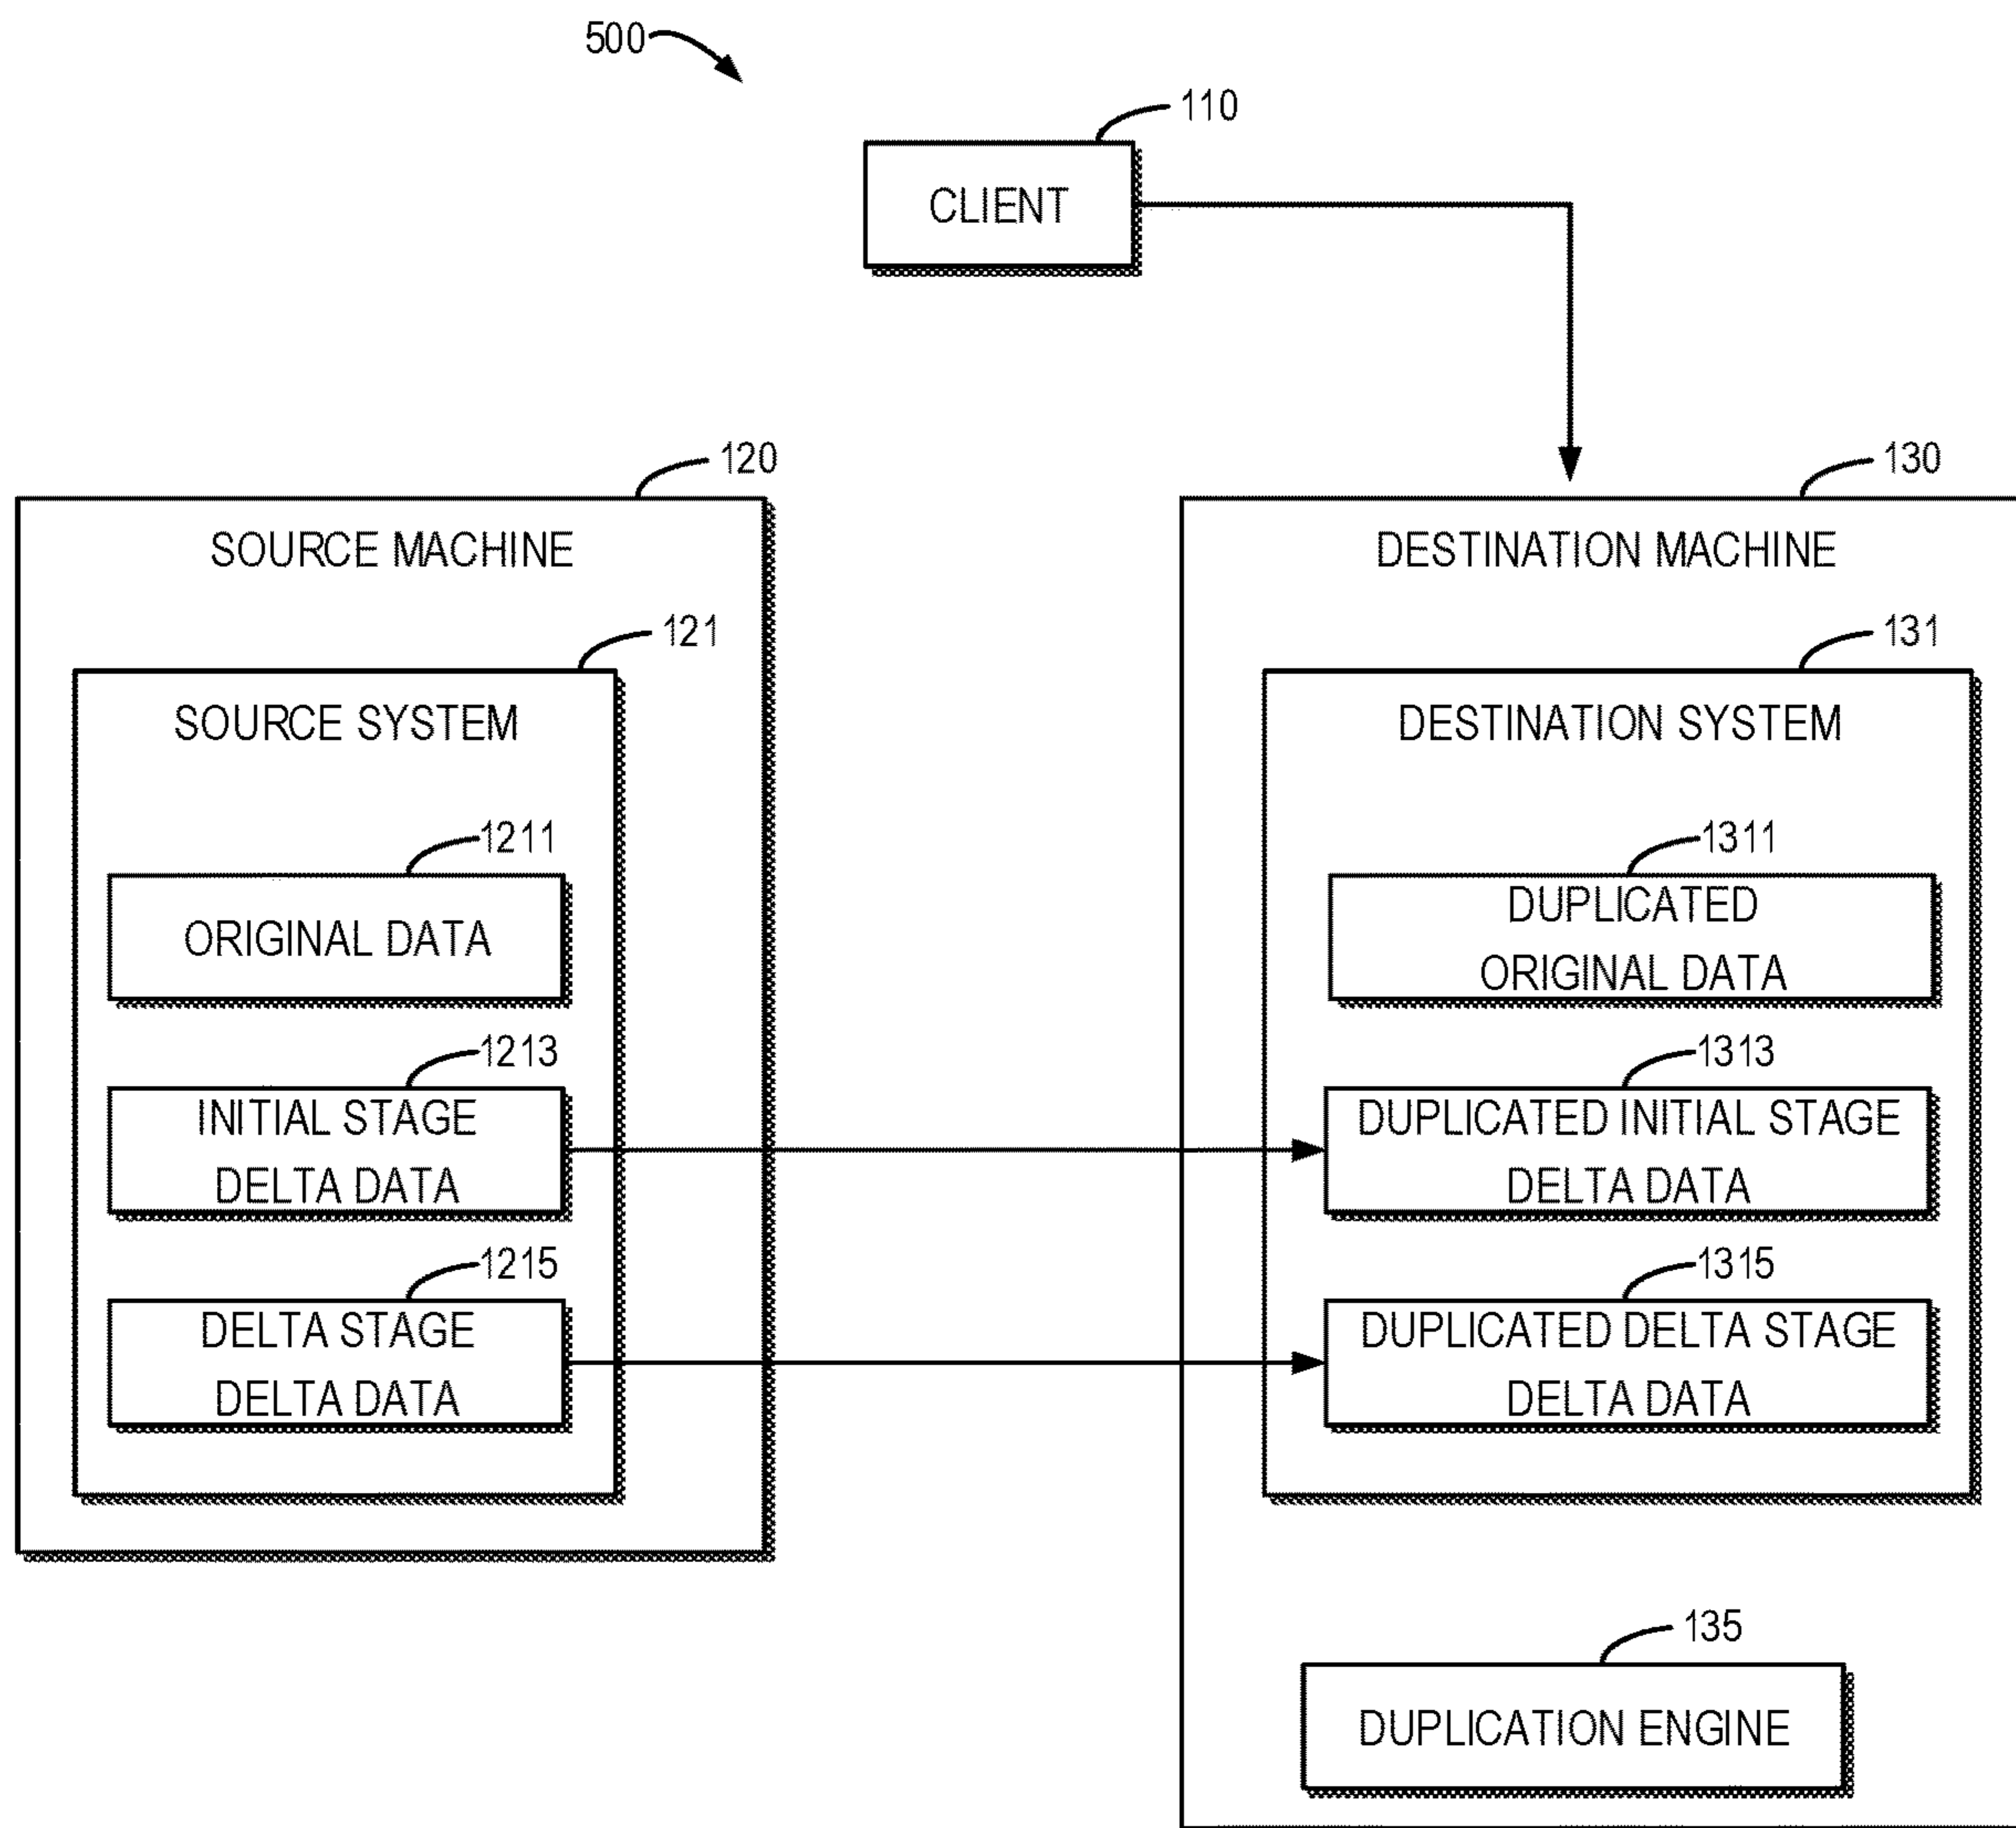 500
110
CLIENT
120
SOURCE MACHINE
121
SOURCE SYSTEM
1211
ORIGINAL DATA
1213
INITIAL STAGE
DELTA DATA
1215
DELTA STAGE
DELTA DATA
130
DESTINATION MACHINE
131
DESTINATION SYSTEM
1311
DUPLICATED
ORIGINAL DATA
1313
DUPLICATED INITIAL STAGE
DELTA DATA
1315
DUPLICATED DELTA STAGE
DELTA DATA
135
DUPLICATION ENGINE